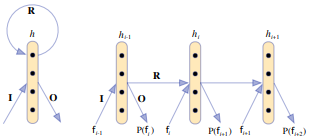 R
h
I
O
h_{i-1}
h_i
h_{i+1}
R
I
O
f_{i-1}
P(f_i)
f_i
P(f_{i+1})
f_{i+1}
P(f_{i+2})